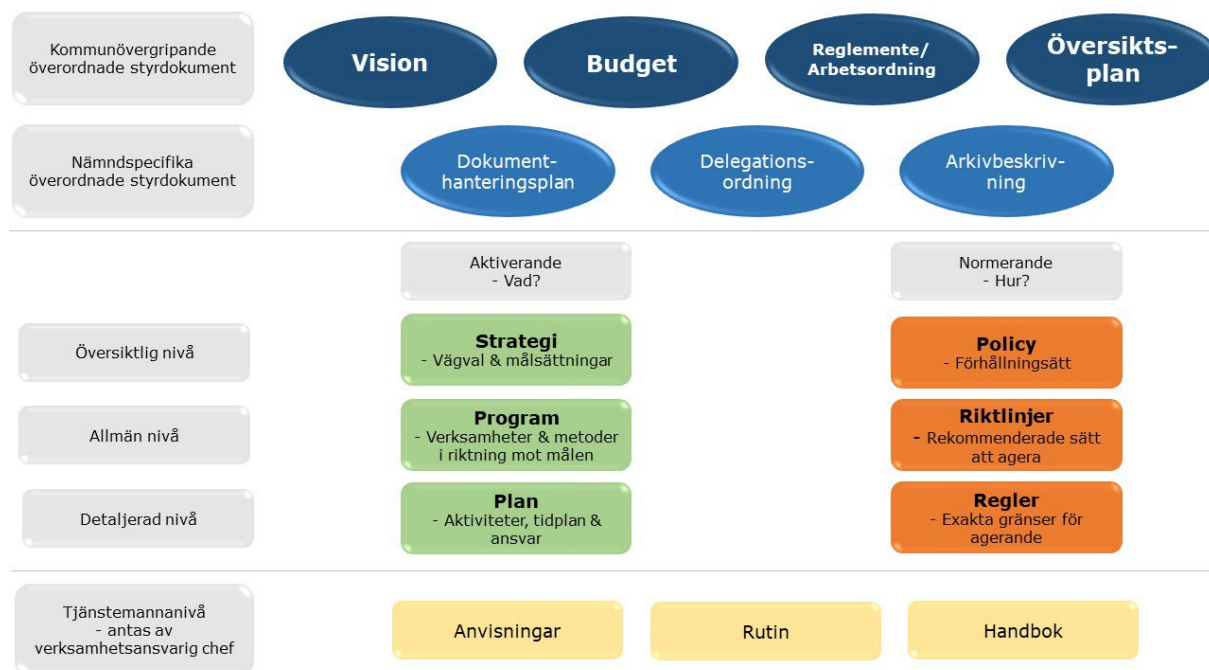 Kommunövergripande
överordnade styrdokument
Vision
Budget
Reglemente/
Arbetsordning
Översikts-
plan
Nämndspecifika
överordnade styrdokument
Dokument-
hanteringsplan
Delegations-
ordning
Arkivbeskriv-
ning
Aktiverande
- Vad?
Normerande
- Hur?
Översiktlig nivå
Strategi
- Vägval & målsättningar
Policy
- Förhållningsätt
Allmän nivå
Program
- Verksamheter & metoder
i riktning mot målen
Riktlinjer
- Rekommenderade sätt
att agera
Detaljerad nivå
Plan
- Aktiviteter, tidplan &
ansvar
Regler
- Exakta gränser för
agerande
Tjänstemannanivå
- antas av
verksamhetsansvarig chef
Anvisningar
Rutin
Handbok